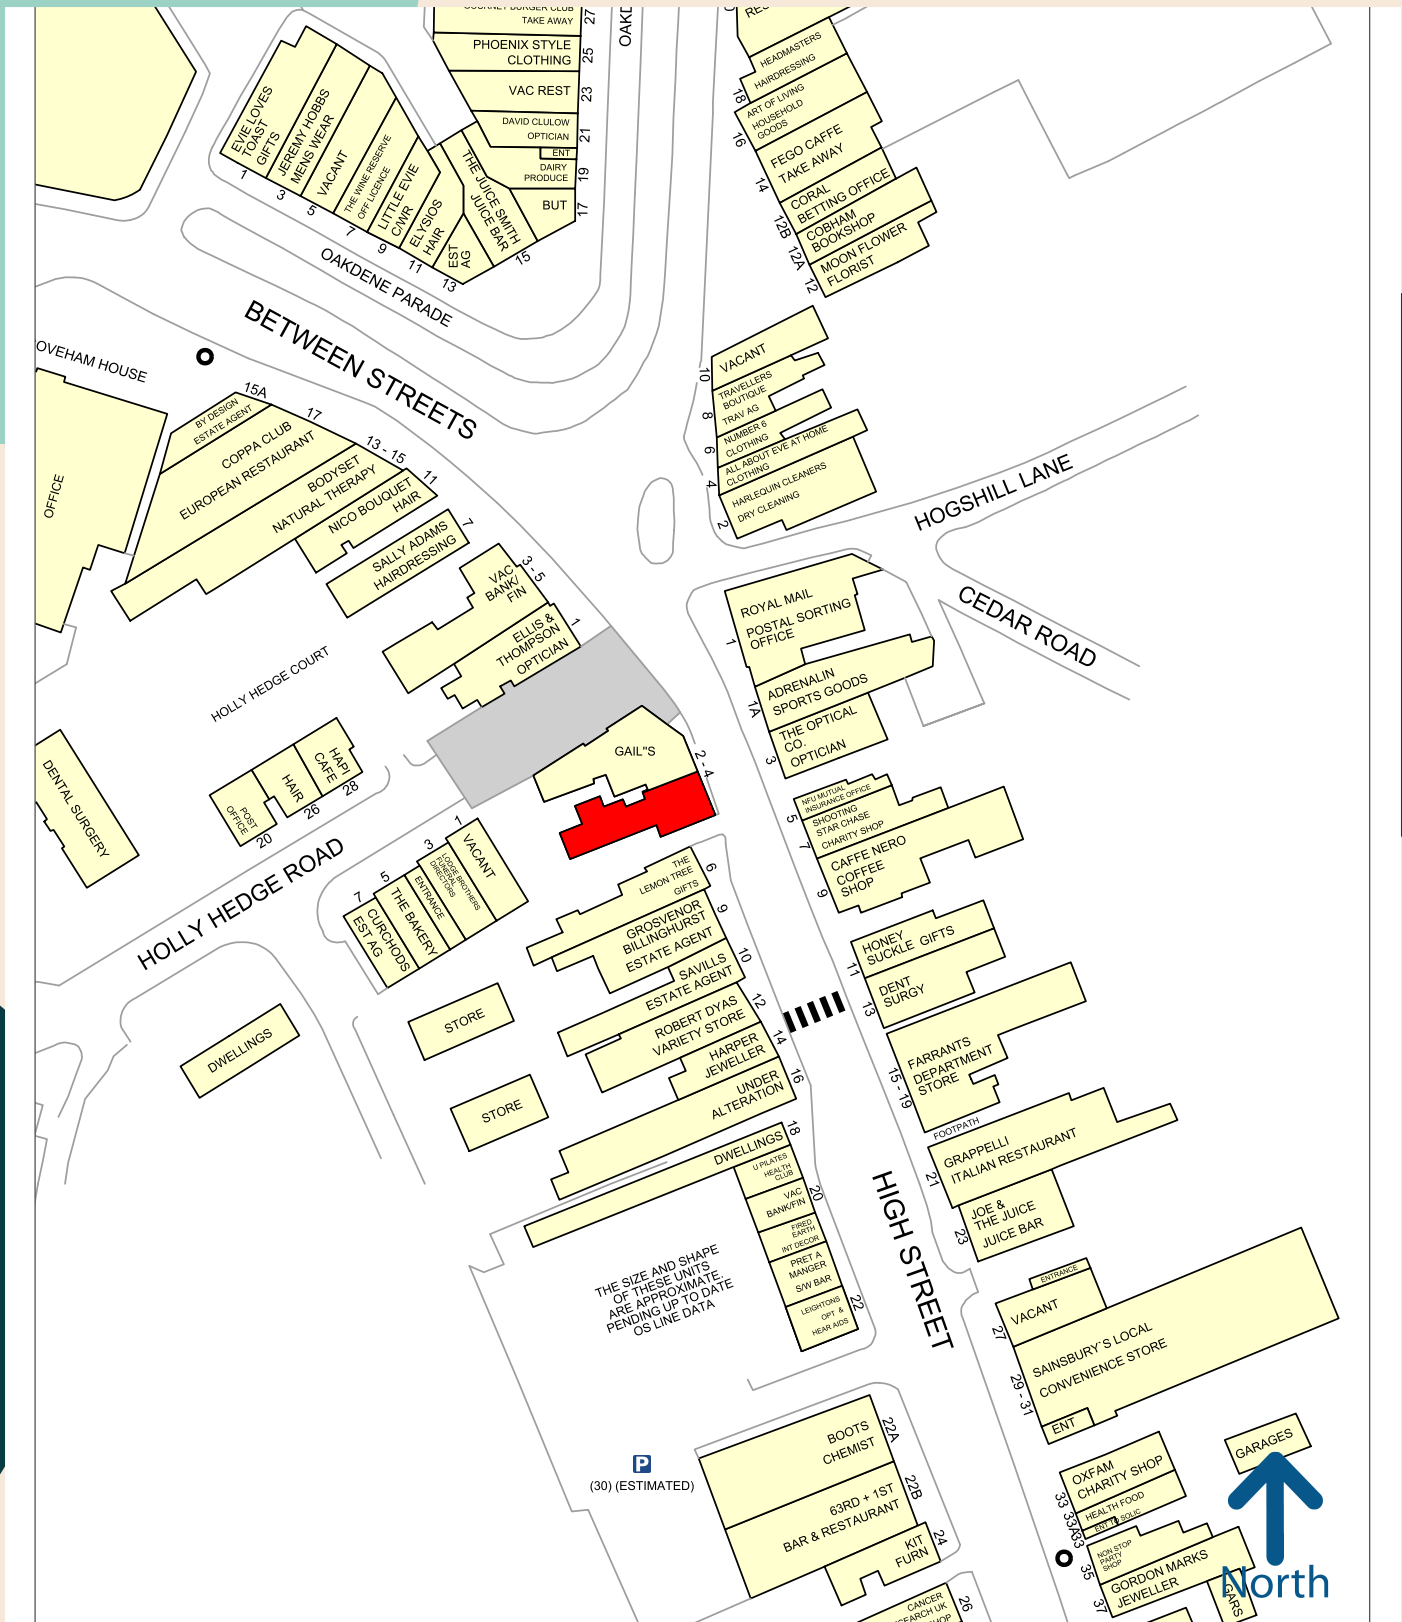 GOURMET BURGER CLUB
TAKE AWAY
27
OAKD
PHOENIX STYLE
CLOTHING
25
VAC REST
23
DAVID CLULOW
OPTICIAN
21
ENT
DAIRY
PRODUCE
19
BUT
17
THE JUICE SMITH
JUICE BAR
15
EVIE LOVES
TOAST
GIFTS
1
JEREMY HOBBS
MENS WEAR
3
VACANT
5
THE WINE RESERVE
OFF LICENCE
7
LITTLE EVIE
C/WR
9
ELYSIOS
HAIR
11
EST
AG
13
OAKDENE PARADE
BETWEEN STREETS
HEADMASTERS
HAIRDRESSING
18
ART OF LIVING
HOUSEHOLD
GOODS
16
FEGO CAFFE
TAKE AWAY
14
CORAL
BETTING OFFICE
12B
COBHAM
BOOKSHOP
12A
MOON FLOWER
FLORIST
12
VACANT
10
TRAVELLERS
BOUTIQUE
TRAV AG
8
NUMBER 6
CLOTHING
6
ALL ABOUT EVE AT HOME
CLOTHING
4
HARLEQUIN CLEANERS
DRY CLEANING
2
HOGSHILL LANE
CEDAR ROAD
OVEHAM HOUSE
OFFICE
15A
BY DESIGN
ESTATE AGENT
17
COPPA CLUB
EUROPEAN RESTAURANT
13 - 15
BODYSET
NATURAL THERAPY
11
NICO BOUQUET
HAIR
7
SALLY ADAMS
HAIRDRESSING
3 - 5
VAC
BANK/
FIN
1
ELLIS &
THOMPSON
OPTICIAN
HOLLY HEDGE COURT
GAIL"S
2 - 4
ROYAL MAIL
POSTAL SORTING
OFFICE
1
ADRENALIN
SPORTS GOODS
1A
THE OPTICAL
CO.
OPTICIAN
3
NFU MUTUAL
INSURANCE OFFICE
5
SHOOTING
STAR CHASE
CHARITY SHOP
7
CAFFE NERO
COFFEE
SHOP
9
DENTAL SURGERY
POST
OFFICE
20
HAIR
26
HAPI
CAFE
28
HOLLY HEDGE ROAD
1
VACANT
3
LODGE BROTHERS
FUNERAL
DIRECTORS
ENTRANCE
5
THE BAKERY
7
CURCHODS
EST AG
THE
LEMON TREE
GIFTS
6
GROSVENOR
BILLINGHURST
ESTATE AGENT
9
SAVILLS
ESTATE AGENT
10
ROBERT DYAS
VARIETY STORE
12
HARPER
JEWELLER
14
UNDER
ALTERATION
16
DWELLINGS
18
U PILATES
HEALTH
CLUB
VAC
BANK/FIN
20
FIRED
EARTH
INT DECOR
PRET A
MANGER
S/W BAR
LEIGHTONS
OPT &
HEAR AIDS
22
STORE
STORE
DWELLINGS
THE SIZE AND SHAPE
OF THESE UNITS
ARE APPROXIMATE,
PENDING UP TO DATE
OS LINE DATA
HONEY
SUCKLE GIFTS
11
DENT
SURGY
13
FARRANTS
DEPARTMENT
STORE
15 - 19
FOOTPATH
GRAPPELLI
ITALIAN RESTAURANT
21
JOE &
THE JUICE
JUICE BAR
23
HIGH STREET
ENTRANCE
VACANT
27
SAINSBURY`S LOCAL
CONVENIENCE STORE
29 - 31
ENT
P
(30) (ESTIMATED)
BOOTS
CHEMIST
22A
63RD + 1ST
BAR & RESTAURANT
22B
KIT
FURN
24
CANCER
26
OXFAM
CHARITY SHOP
33
HEALTH FOOD
33A
ENT TO SOLIC
33
NON STOP
PARTY
SHOP
35
GORDON MARKS
JEWELLER
37
GARAGES
North